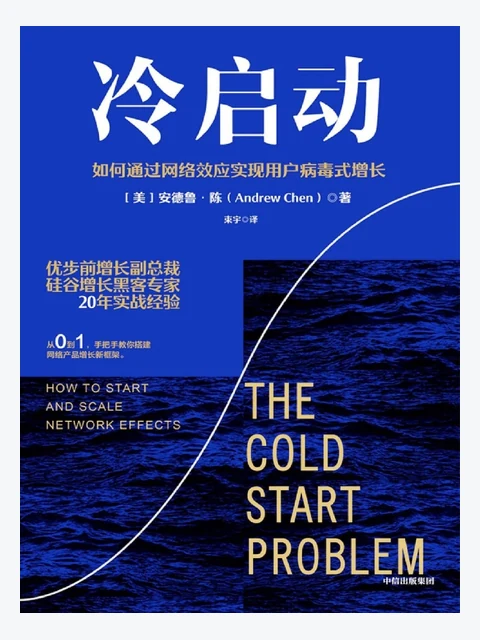 冷启动
如何通过网络效应实现用户病毒式增长
[美]安德鲁·陈（Andrew Chen）◎著
束宇◎译
优步前增长副总裁
硅谷增长黑客专家
20年实战经验
从0到1，手把手教你搭建
网络产品增长新框架。
HOW TO START
AND SCALE
NETWORK EFFECTS
THE
COLD
START
PROBLEM
中信出版集团